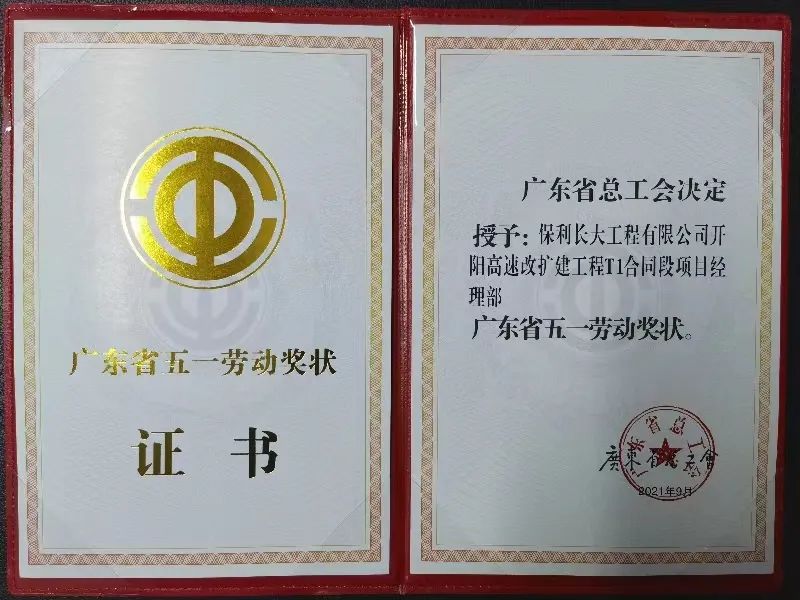 广东省五一劳动奖状
证书
广东省总工会决定
授予：保利长大工程有限公司开
阳高速改扩建工程T1合同段项目经
理部
广东省五一劳动奖状。
广东省总工会
2021年9月